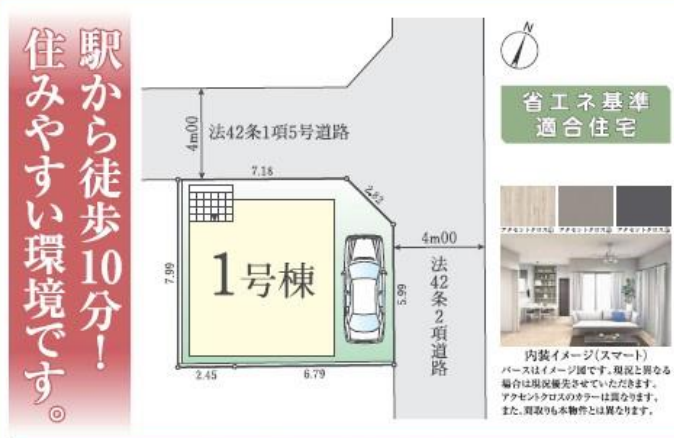 駅から徒歩10分!
住みやすい環境です。
4m00
法42条1項5号道路
7.18
2.82
7.99
1号棟
5.99
4m00
法42条2項道路
2.45
6.79
N
省エネ基準
適合住宅
アクセントクロス
アクセントクロス
アクセントクロス
内装イメージ(スマート)
パースはイメージ図です。現況と異なる
場合は現況優先させていただきます。
アクセントクロスのカラーは異なります。
また、間取りも本物件とは異なります。